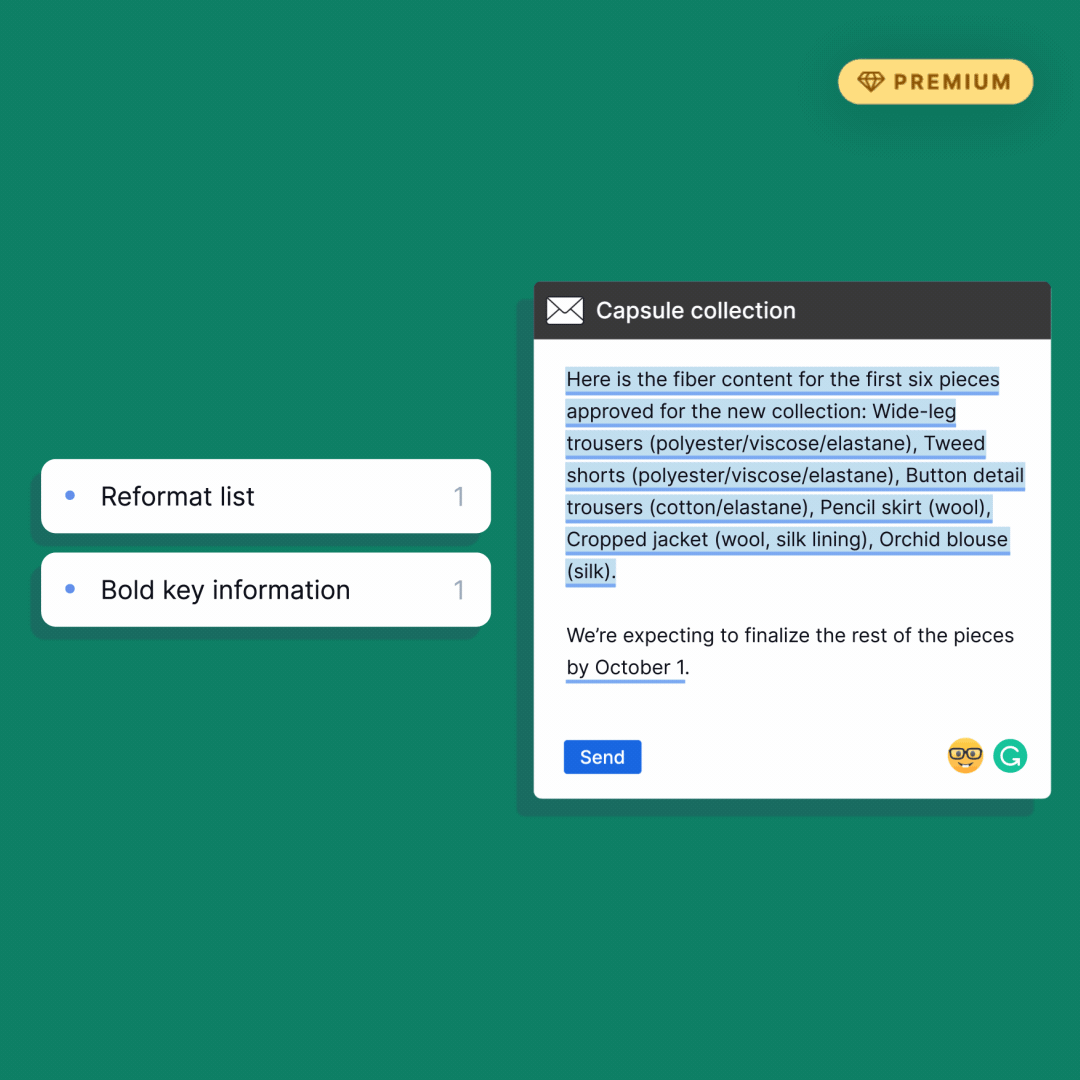 PREMIUM
Capsule collection
Here is the fiber content for the first six pieces
approved for the new collection: Wide-leg
trousers (polyester/viscose/elastane), Tweed
shorts (polyester/viscose/elastane), Button detail
trousers (cotton/elastane), Pencil skirt (wool),
Cropped jacket (wool, silk lining), Orchid blouse
(silk).
We’re expecting to finalize the rest of the pieces
by October 1.
Send
Reformat list 1
Bold key information 1